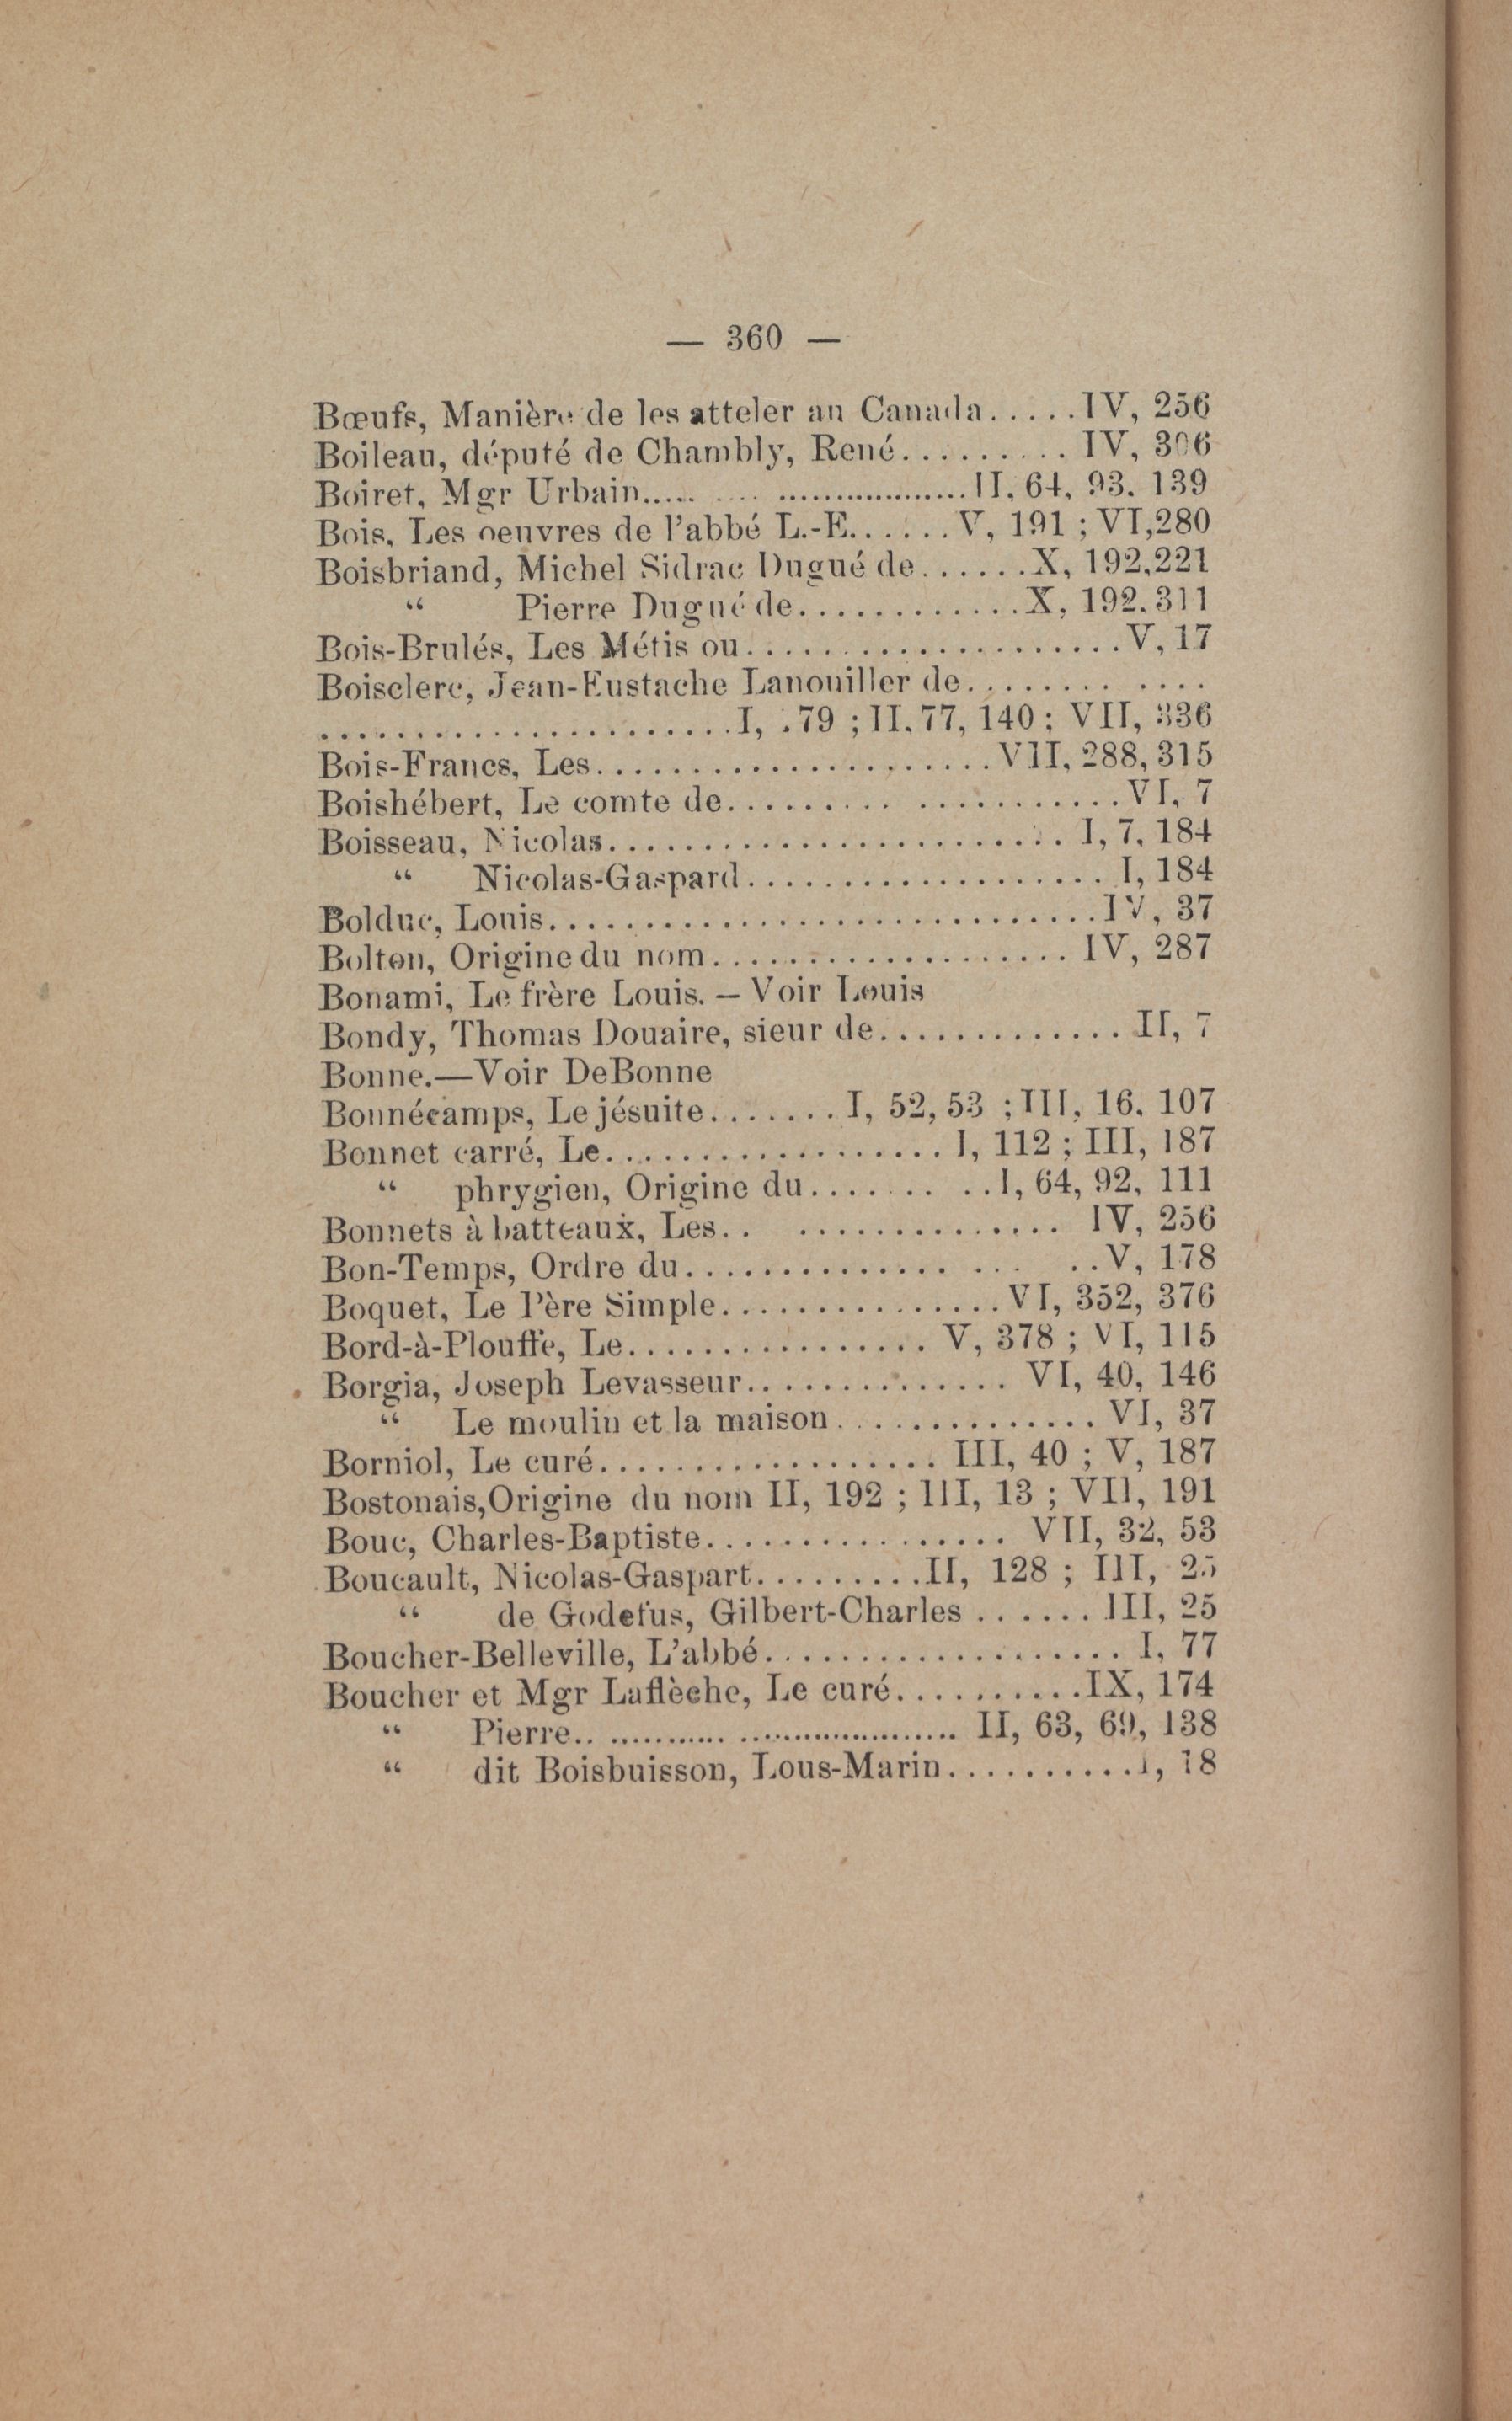 — 360 —
Bœufs, Manière de les atteler au Canada.....IV, 256
Boileau, député de Chambly, René.........IV, 306
Boiret, Mgr Urbain..... .... ...................II, 64, 93. 139
Bois, Les oeuvres de l'abbé L.-E......V, 191 ; VI,280
Boisbriand, Michel Sidrac Dugué de......X, 192,221
“ Pierre Dugué de............X, 192.311
Bois-Brulés, Les Métis ou....................V, 17
Boisclerc, Jean-Eustache Lanouiller de........ ....
......................I, .79 ; II. 77, 140 ; VII, 336
Bois-Francs, Les.....................VII, 288, 315
Boishébert, Le comte de......... ...........VI, 7
Boisseau, Nicolas........................ I, 7, 184
“ Nicolas-Gaspard................... I, 184
Bolduc, Louis.............................IV, 37
Bolton, Origine du nom................... IV, 287
Bonami, Le frère Louis. — Voir Louis
Bondy, Thomas Douaire, sieur de............. II, 7
Bonne.—Voir DeBonne
Bonnécamps, Le jésuite.......I, 52, 53 ; III, 16. 107
Bonnet carré, Le.................. I, 112 ; III, 187
“ phrygien, Origine du....... .. ..I, 64, 92, 111
Bonnets à batteaux, Les.. .............. IV, 256
Bon-Temps, Ordre du.............. ... ..V, 178
Boquet, Le Père Simple...............VI, 352, 376
Bord-à-Plouffe, Le................ V, 378 ; VI, 115
Borgia, Joseph Levasseur.............. VI, 40, 146
“ Le moulin et la maison.............. VI, 37
Borniol, Le curé.................. III, 40 ; V, 187
Bostonais,Origine du nom II, 192 ; III, 13 ; VII, 191
Bouc, Charles-Baptiste................ VII, 32, 53
Boucault, Nicolas-Gaspart.........II, 128 ; III, 25
“ de Godefus, Gilbert-Charles ...... III, 25
Boucher-Belleville, L'abbé................... I, 77
Boucher et Mgr Laflèche, Le curé..........IX, 174
“ Pierre.. ............ ....................... II, 63, 69, 138
“ dit Boisbuisson, Lous-Marin..........I, 18